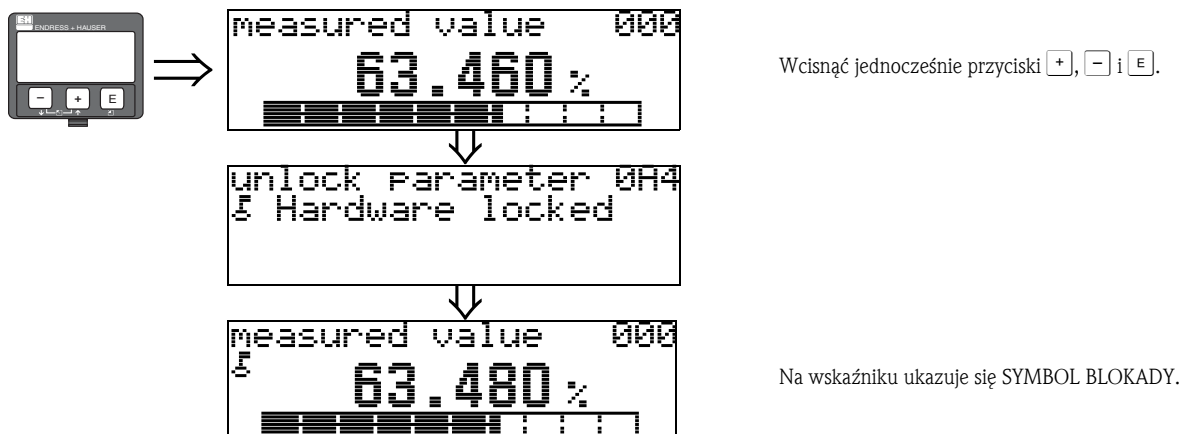 ENDRESS + HAUSER
- + E
measured value 000
63.460 %
Wcisnąć jednocześnie przyciski +, - i E.
unlock parameter 0A4
Hardware locked
measured value 000
63.480 %
Na wskaźniku ukazuje się SYMBOL BLOKADY.